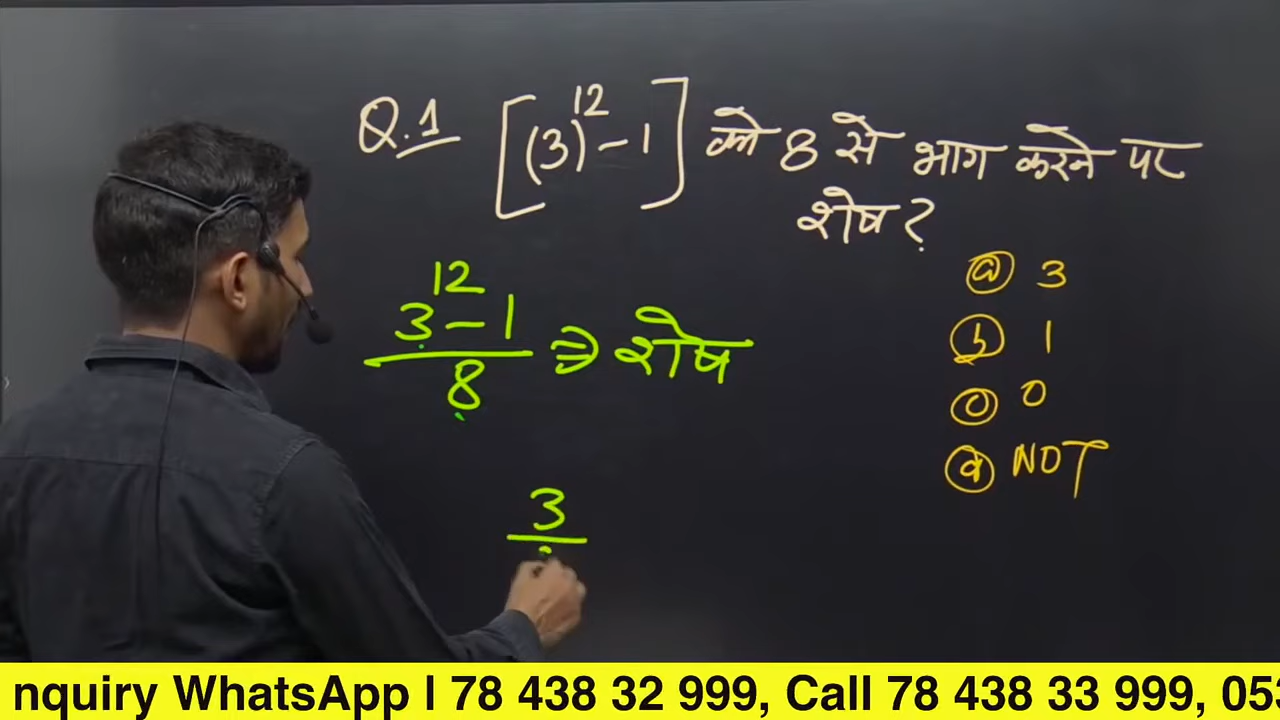 Q.1 [(3)^12 - 1] को 8 से भाग करने पर
शेष ?
3^12 - 1 / 8 ⇒ शेष
ⓐ 3
ⓑ 1
0
ⓓ NOT
3
nquiry WhatsApp l 78 438 32 999, Call 78 438 33 999, 053